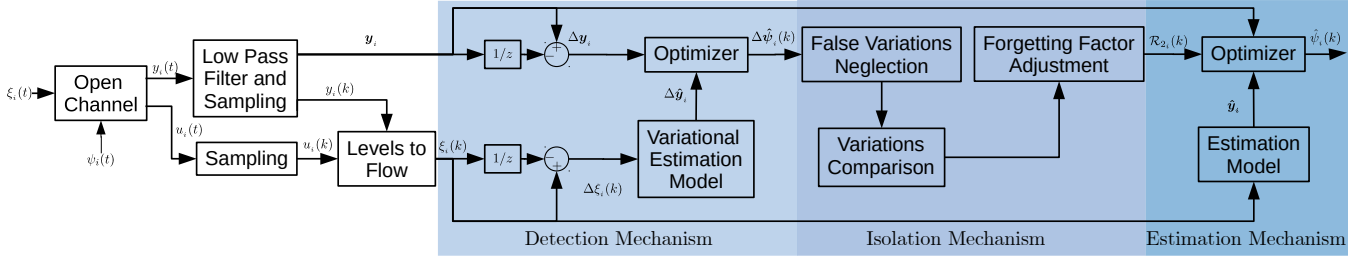 ξᵢ(t)
Open
Channel
ψᵢ(t)
yᵢ(t)
uᵢ(t)
Low Pass
Filter and
Sampling
Sampling
𝒚ᵢ
yᵢ(k)
uᵢ(k)
Levels to
Flow
ξᵢ(k)
1/z
−
+
Δ𝒚ᵢ
1/z
−
+
Δξᵢ(k)
Optimizer
Δ𝒚̂ᵢ
Variational
Estimation
Model
Δψ̂ᵢ(k)
Detection Mechanism
False Variations
Neglection
Variations
Comparison
Forgetting Factor
Adjustment
Isolation Mechanism
ℛ₂ᵢ(k)
Optimizer
ψ̂ᵢ(k)
𝒚̂ᵢ
Estimation
Model
Estimation Mechanism